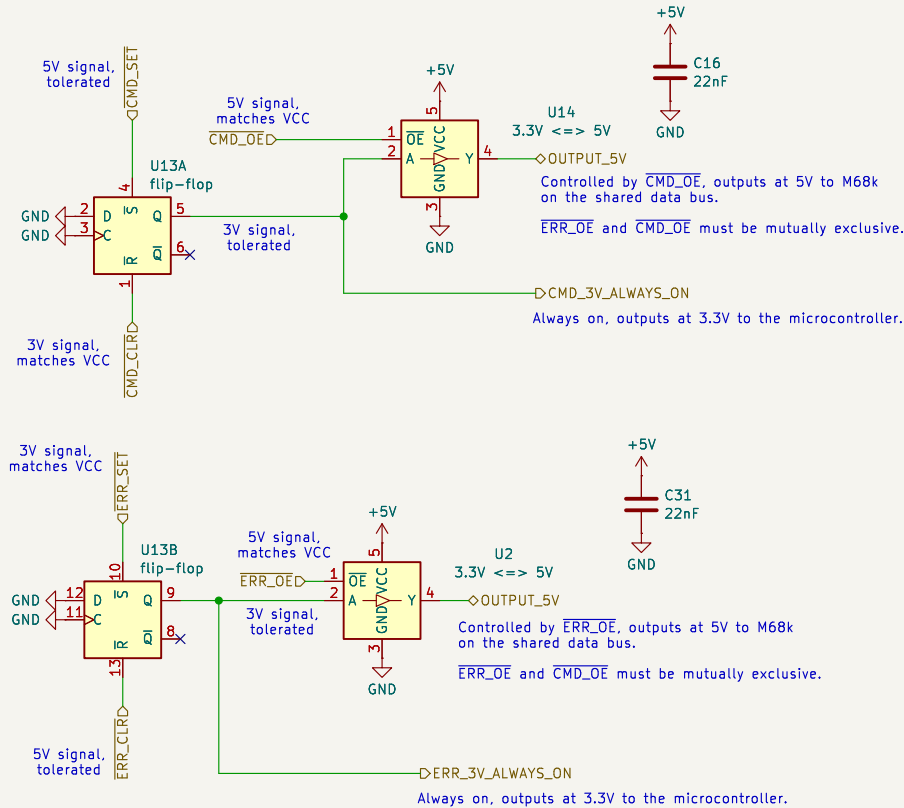 +5V
C16
22nF
GND
5V signal,
tolerated
CMD_SET
+5V
5V signal,
matches VCC
CMD_OE
U14
3.3V <=> 5V
5
VCC
1
OE
2
A
Y
4
OUTPUT_5V
GND
3
GND
Controlled by CMD_OE, outputs at 5V to M68k
on the shared data bus.
ERR_OE and CMD_OE must be mutually exclusive.
U13A
flip-flop
4
S
GND
2
D
Q
5
GND
3
C
Q
6
R
1
3V signal,
tolerated
CMD_3V_ALWAYS_ON
Always on, outputs at 3.3V to the microcontroller.
3V signal,
matches VCC
CMD_CLR
3V signal,
matches VCC
ERR_SET
+5V
C31
22nF
GND
+5V
5V signal,
matches VCC
ERR_OE
U2
3.3V <=> 5V
5
VCC
1
OE
2
A
Y
4
OUTPUT_5V
GND
3
GND
Controlled by ERR_OE, outputs at 5V to M68k
on the shared data bus.
ERR_OE and CMD_OE must be mutually exclusive.
U13B
flip-flop
10
S
GND
12
D
Q
9
GND
11
C
Q
8
R
13
3V signal,
tolerated
5V signal,
tolerated
ERR_CLR
ERR_3V_ALWAYS_ON
Always on, outputs at 3.3V to the microcontroller.